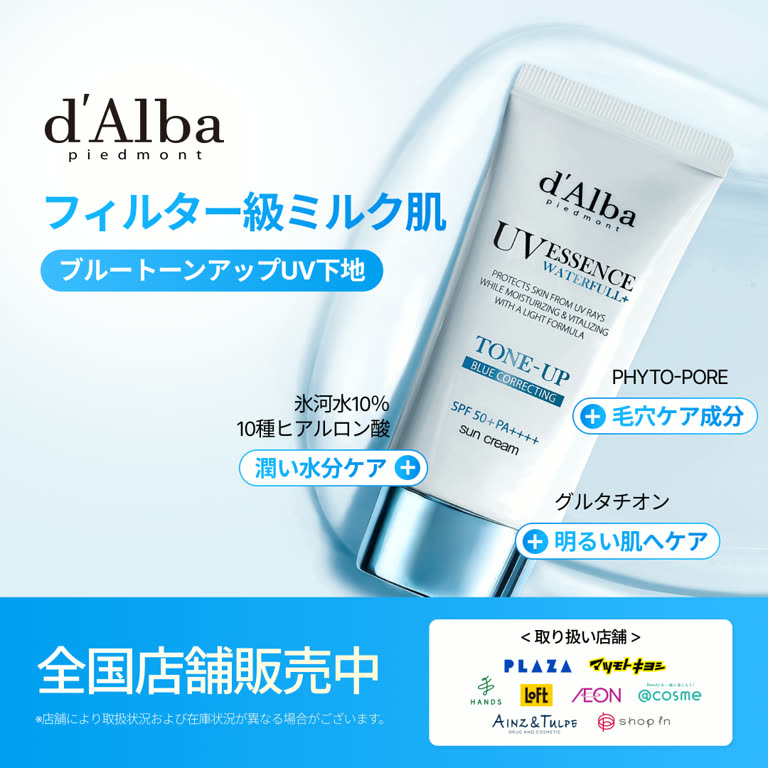 d'Alba
piedmont
フィルター級ミルク肌
ブルートーンアップUV下地
d'Alba
piedmont
UV ESSENCE
WATERFULL+
PROTECTS SKIN FROM UV RAYS
WHILE MOISTURIZING & VITALIZING
WITH A LIGHT FORMULA
TONE-UP
BLUE CORRECTING
SPF 50+ PA++++
sun cream
PHYTO-PORE
+ 毛穴ケア成分
氷河水10%
10種ヒアルロン酸
潤い水分ケア +
グルタチオン
+ 明るい肌へケア
全国店舗販売中
※店舗により取扱状況および在庫状況が異なる場合がございます。
< 取り扱い店舗 >
PLAZA マツモトキヨシ
HANDS LOFT ÆON @cosme
AINZ & TULPE
DRUG AND COSMETIC
shop in